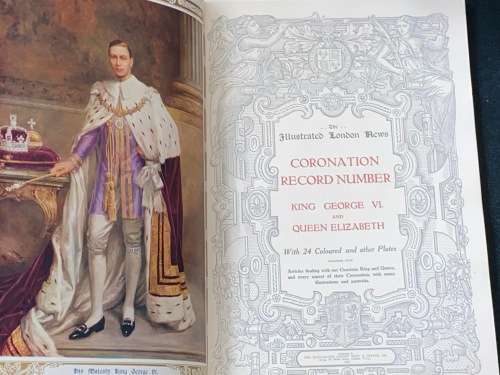 His Majesty King George VI.
The
Illustrated London News
CORONATION
RECORD NUMBER
KING GEORGE VI.
AND
QUEEN ELIZABETH
With 24 Coloured and other Plates
Articles dealing with our Gracious King and Queen,
and every aspect of their Coronation with many
illustrations and portraits.